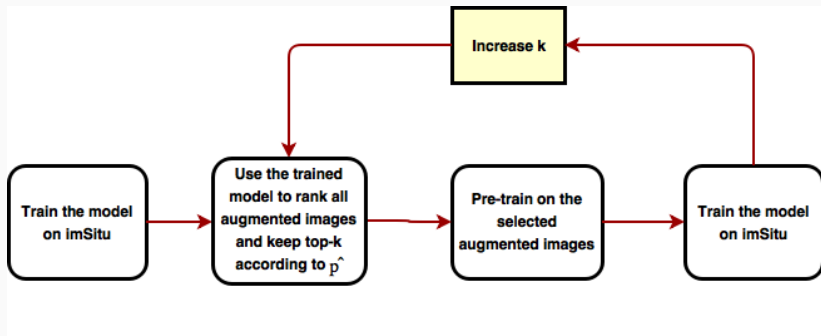 Increase k
Train the model
on imSitu
Use the trained
model to rank all
augmented images
and keep top-k
according to p̂
Pre-train on the
selected
augmented images
Train the model
on imSitu